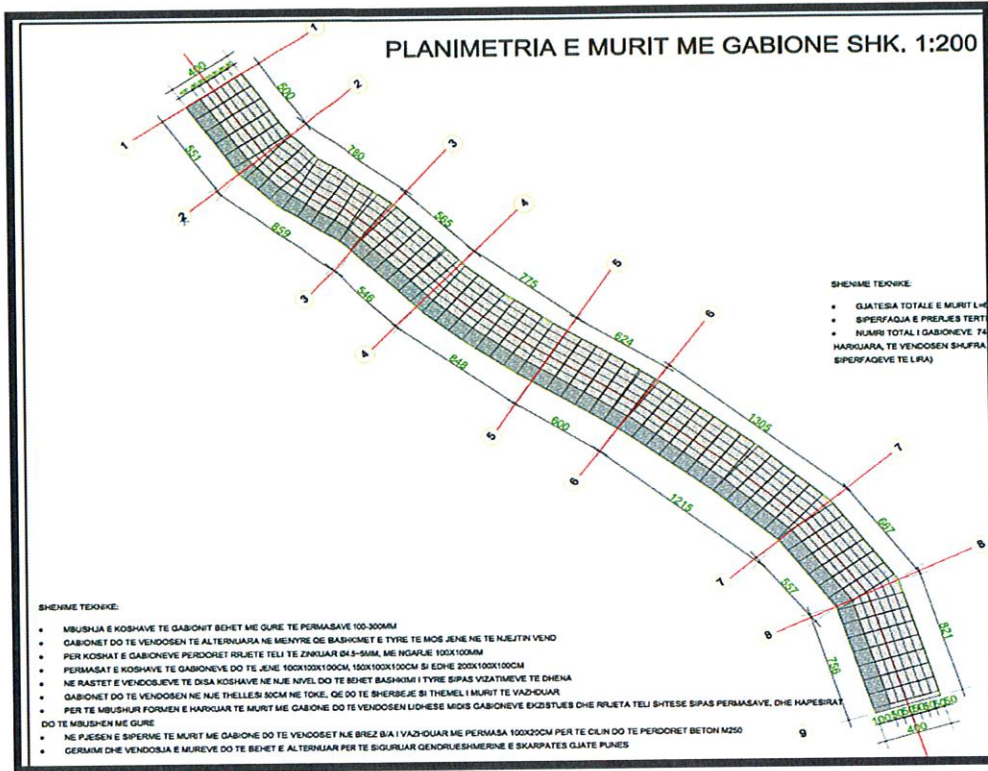 PLANIMETRIA E MURIT ME GABIONE SHK. 1:200
1
400
500
2
1
551
780
3
2
859
565
4
3
546
775
5
4
848
624
6
5
600
1305
6
1215
7
667
7
557
8
8
821
756
9
400
SHENIME TEKNIKE:
• GJATESIA TOTALE E MURIT
• SIPERFAQJA E PRERJES
• NUMRI TOTAL I GABIONEVE 74
HARKUARA, TE VENDOSEN SHUFRA
SIPERFAQEVE TE LIRA)
SHENIME TEKNIKE:
• MBUSHJA E KOSHAVE TE GABIONIT BEHET ME GURE TE PERMASAVE 100-300MM
• GABIONET DO TE VENDOSEN TE ALTERNUARA NE MENYRE QE BASHKIMET E TYRE TE MOS JENE NE TE NJEJTIN VEND
• PER KOSHAT E GABIONEVE PERDORET RRJETE TELI TE ZINKUAR Ø4.5-5MM, ME NGARJE 100X100MM
• PERMASAT E KOSHAVE TE GABIONEVE DO TE JENE 100X100X100CM, 150X100X100CM SI EDHE 200X100X100CM
• NE RASTET E VENDOSJEVE TE DISA KOSHAVE NE NJE NIVEL DO TE BEHET BASHKIMI I TYRE SIPAS VIZATIMEVE TE DHENA
• GABIONET DO TE VENDOSEN NE NJE THELLESI 50CM NE TOKE, QE DO TE SHERBEJE SI THEMEL I MURIT TE VAZHDUAR
• PER TE MBUSHUR FORMEN E HARKUAR TE MURIT ME GABIONE DO TE VENDOSEN LIDHESE MIDIS GABIONEVE EKZISTUES DHE RRJETA TELI SHTESE SIPAS PERMASAVE, DHE HAPESIRAT
DO TE MBUSHEN ME GURE
• NE PJESEN E SIPERME TE MURIT ME GABIONE DO TE VENDOSET NJE BREZ B/A I VAZHDUAR ME PERMASA 100X20CM PER TE CILIN DO TE PERDORET BETON M250
• GERMIMI DHE VENDOSJA E MUREVE DO TE BEHET E ALTERNUAR PER TE SIGURUAR QENDRUESHMERINE E SKARPATES GJATE PUNES